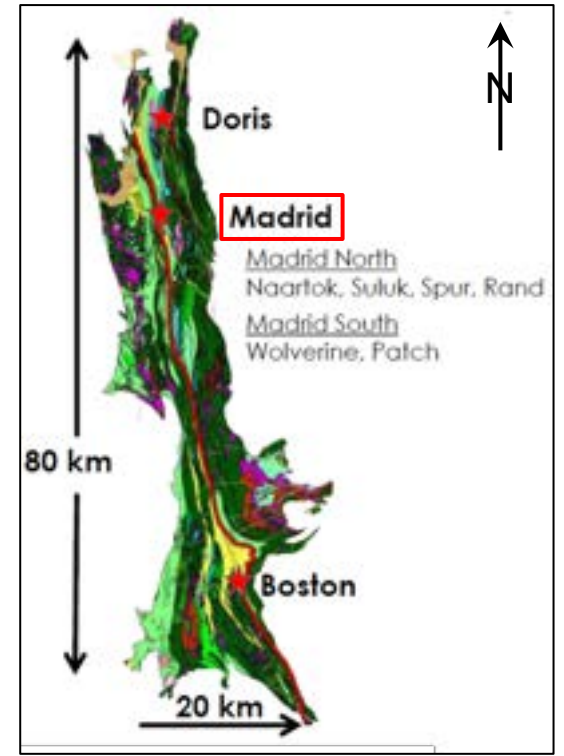 N
Doris
Madrid
Madrid North
Naartok, Suluk, Spur, Rand
Madrid South
Wolverine, Patch
80 km
Boston
20 km